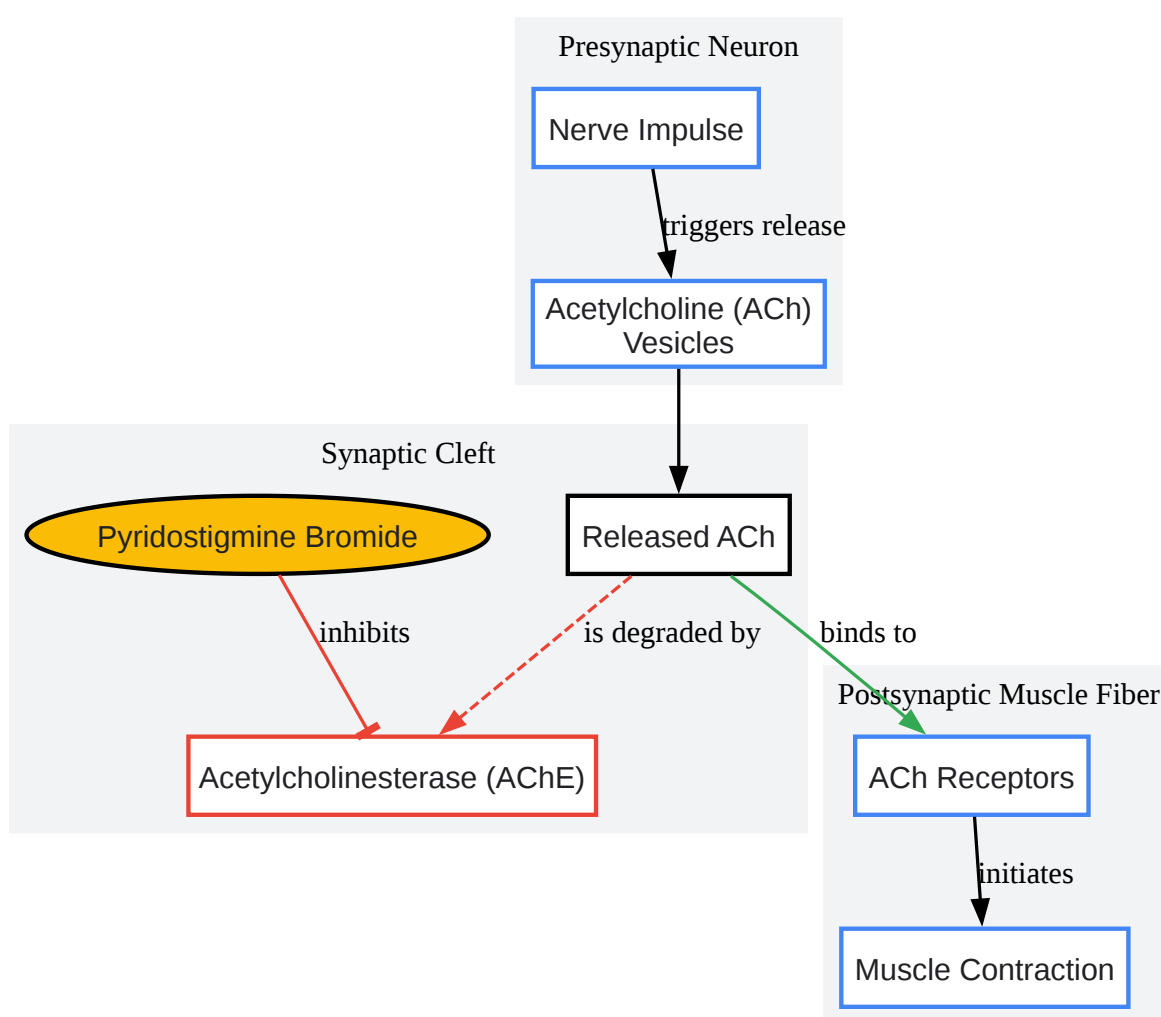 Presynaptic Neuron
Nerve Impulse
triggers release
Acetylcholine (ACh)
Vesicles
Synaptic Cleft
Pyridostigmine Bromide
Released ACh
inhibits
is degraded by
binds to
Postsynaptic Muscle Fiber
Acetylcholinesterase (AChE)
ACh Receptors
initiates
Muscle Contraction